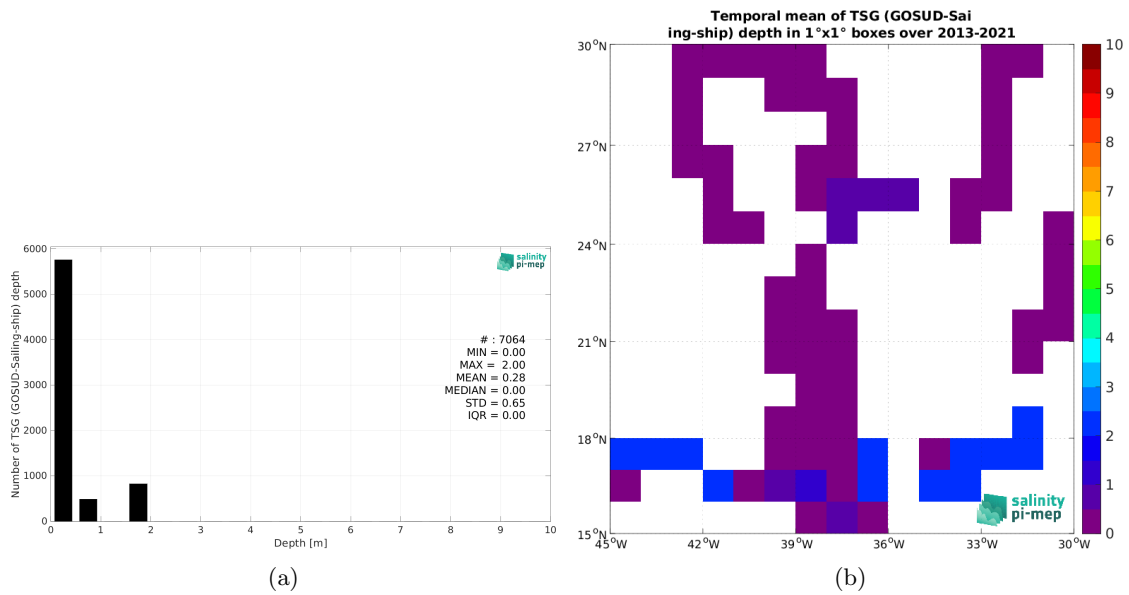 6000
5000
4000
3000
2000
1000
0
Number of TSG (GOSUD-Sailing-ship) depth
salinity
pi-mep
# : 7064
MIN = 0.00
MAX = 2.00
MEAN = 0.28
MEDIAN = 0.00
STD = 0.65
IQR = 0.00
0 1 2 3 4 5 6 7 8 9 10
Depth [m]
(a)
Temporal mean of TSG (GOSUD-Sai
ing-ship) depth in 1°x1° boxes over 2013-2021
30°N
27°N
24°N
21°N
18°N
15°N
45°W 42°W 39°W 36°W 33°W 30°W
salinity
pi-mep
10
9
8
7
6
5
4
3
2
1
0
(b)